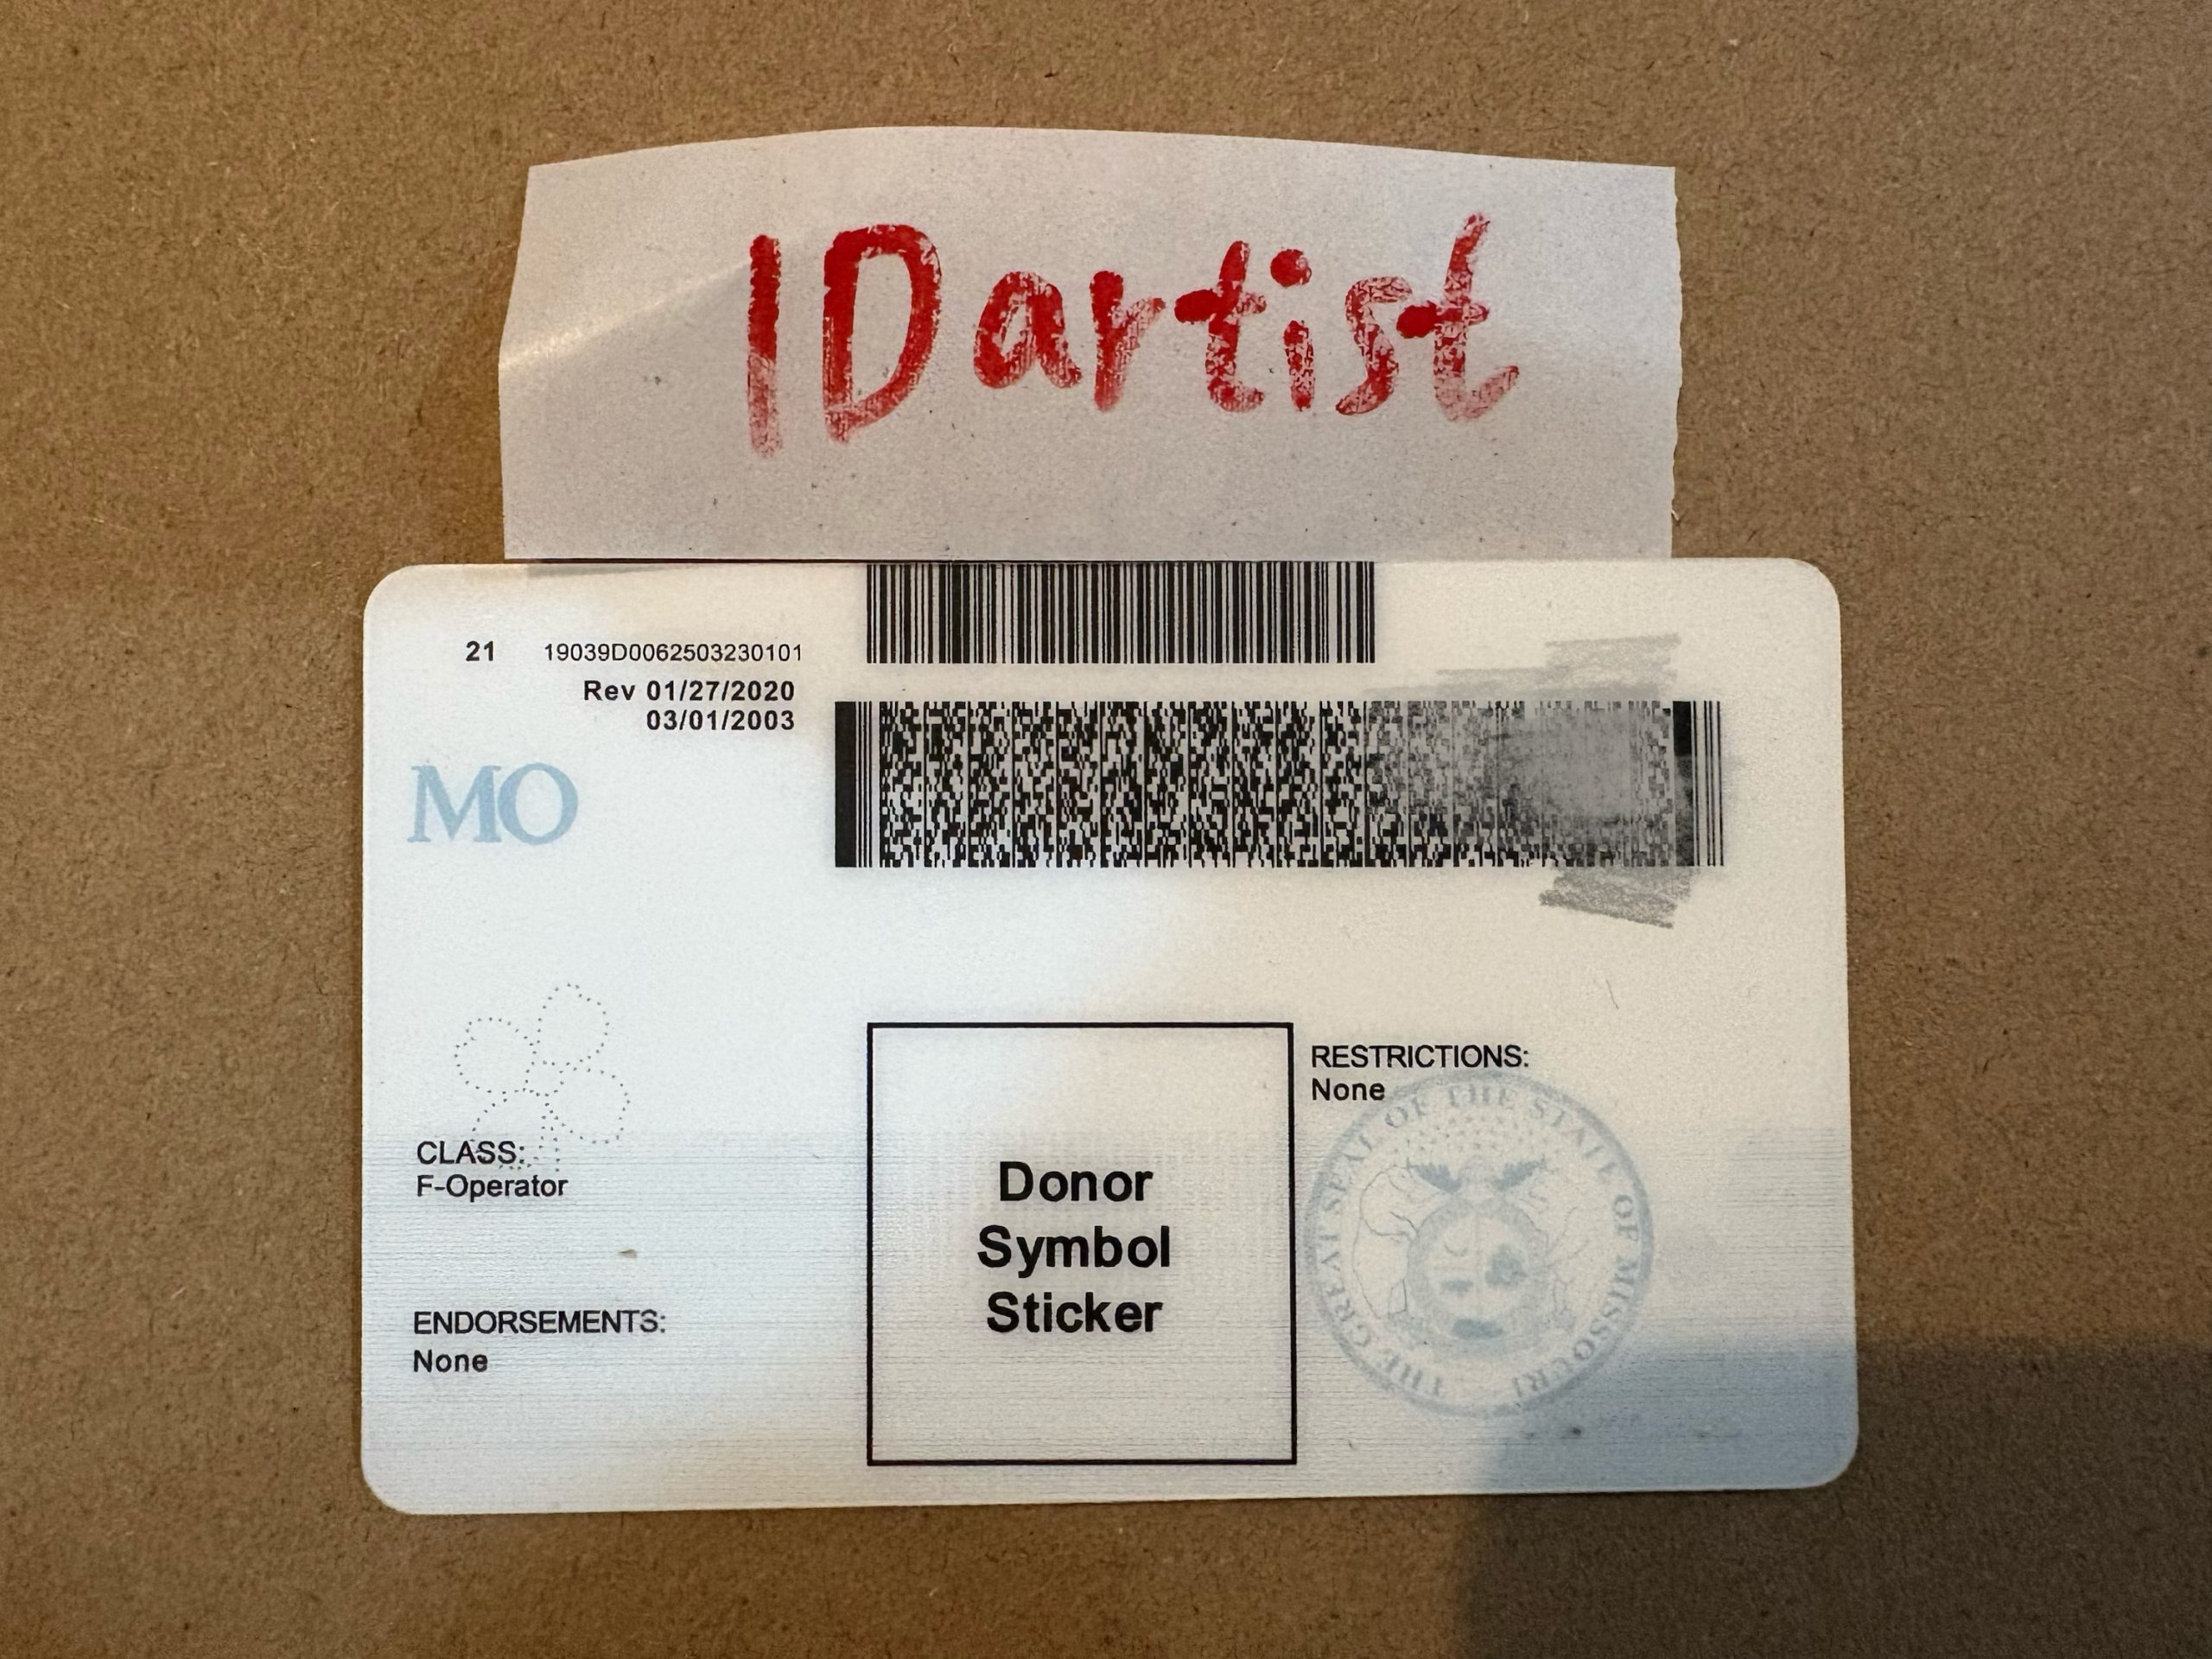 IDartist
21 19039D0062503230101
Rev 01/27/2020
03/01/2003
MO
RESTRICTIONS:
None
CLASS:
F-Operator
Donor
Symbol
Sticker
ENDORSEMENTS:
None
THE GREAT SEAL OF THE STATE OF MISSOURI